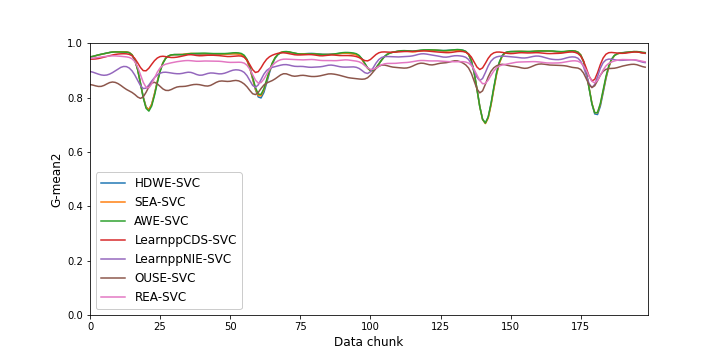 1.0
0.8
0.6
0.4
0.2
0.0
G-mean2
HDWE-SVC
SEA-SVC
AWE-SVC
LearnppCDS-SVC
LearnppNIE-SVC
OUSE-SVC
REA-SVC
0 25 50 75 100 125 150 175
Data chunk